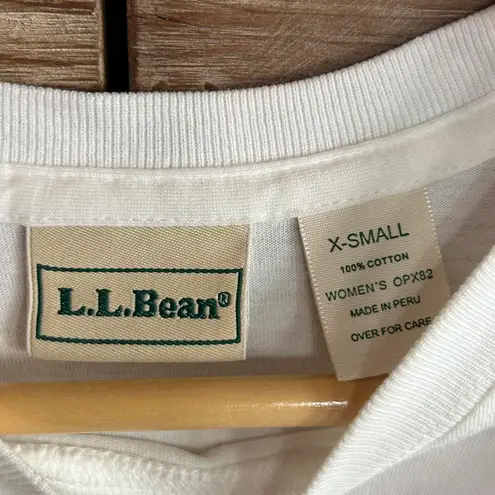 L.L.Bean®
X-SMALL
100% COTTON
WOMEN'S OPX82
MADE IN PERU
OVER FOR CARE